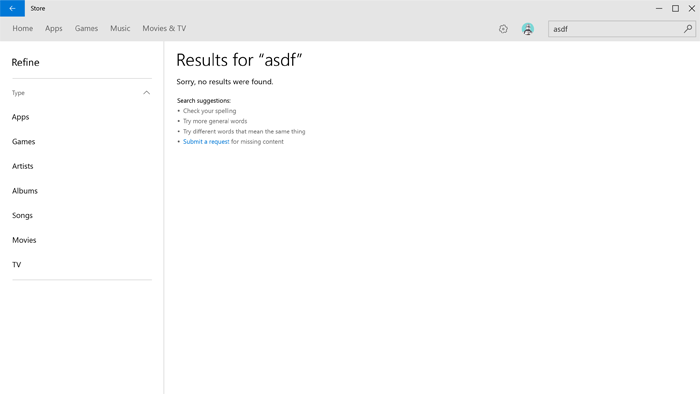 Store
Home Apps Games Music Movies & TV
asdf
Refine
Type
Apps
Games
Artists
Albums
Songs
Movies
TV
Results for “asdf”
Sorry, no results were found.
Search suggestions:
• Check your spelling
• Try more general words
• Try different words that mean the same thing
• Submit a request for missing content